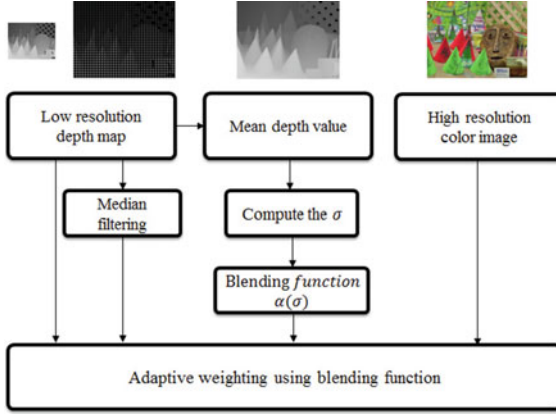 Low resolution
depth map
Mean depth value
High resolution
color image
Median
filtering
Compute the σ
Blending function
α(σ)
Adaptive weighting using blending function